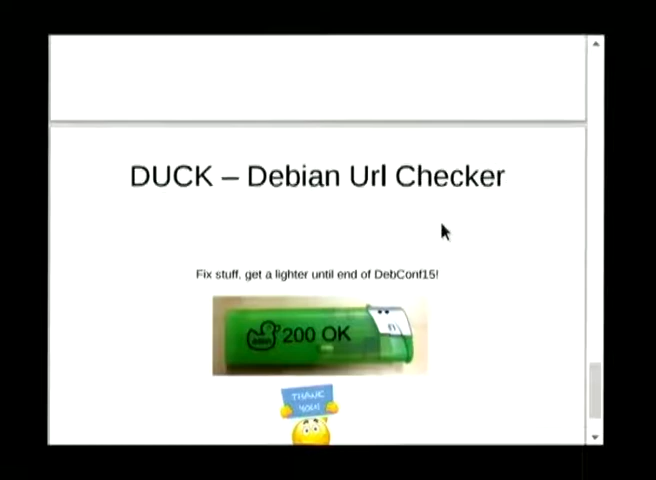 DUCK – Debian Url Checker
Fix stuff, get a lighter until end of DebConf15!
200 OK
THANK
YOU!